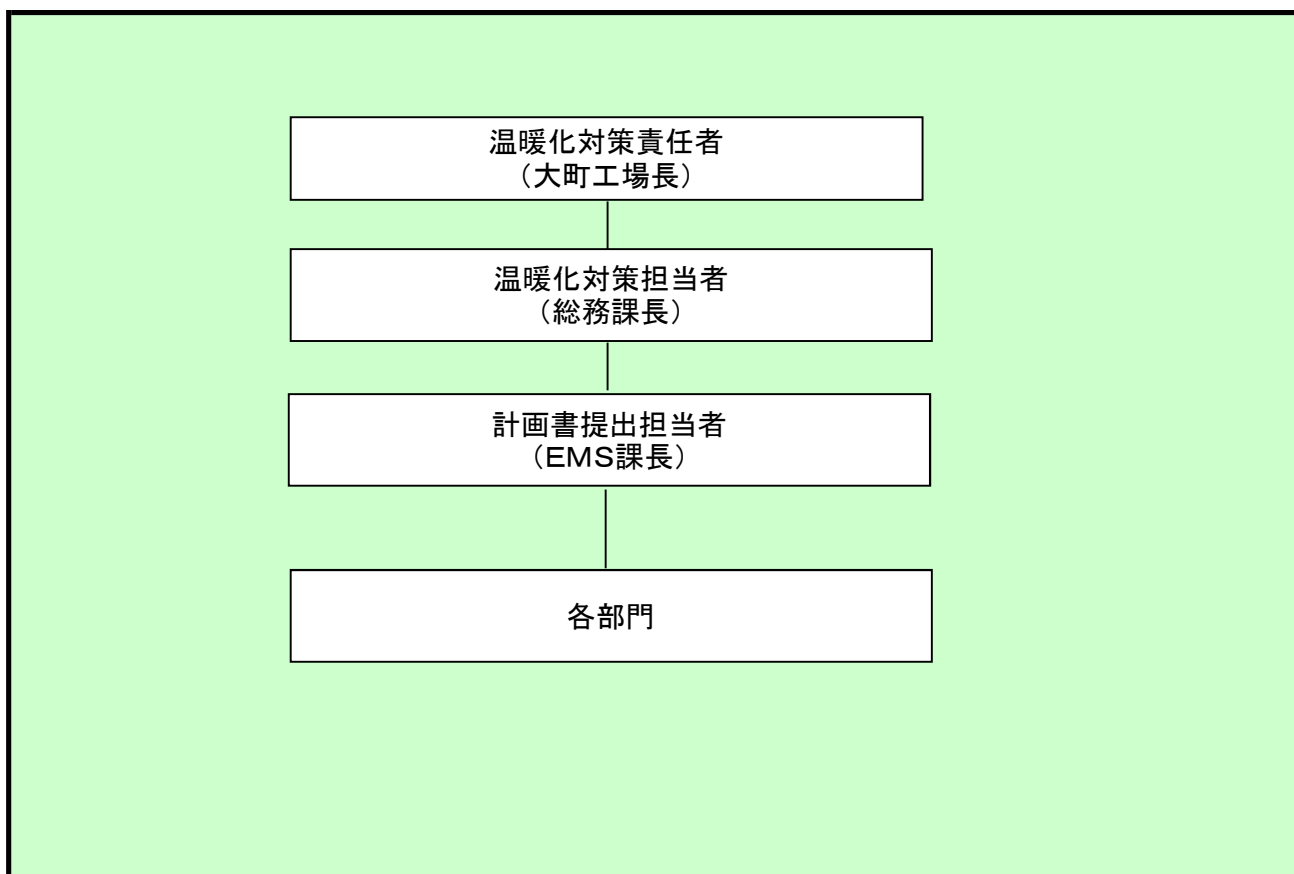 温暖化対策責任者
（大町工場長）
温暖化対策担当者
（総務課長）
計画書提出担当者
（EMS課長）
各部門